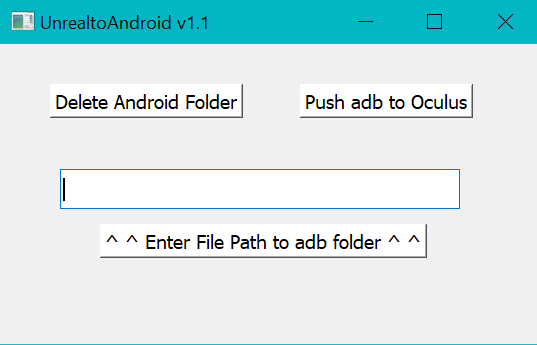 UnrealtoAndroid v1.1
Delete Android Folder
Push adb to Oculus
^ ^ Enter File Path to adb folder ^ ^